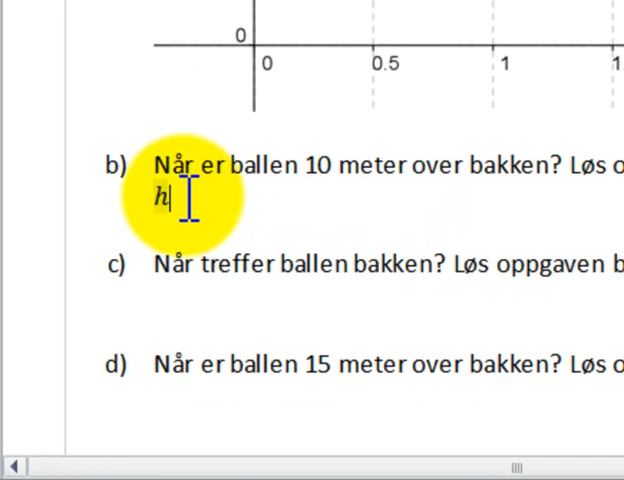 0
0 0.5 1 1.
b) Når er ballen 10 meter over bakken? Løs o
h
c) Når treffer ballen bakken? Løs oppgaven b
d) Når er ballen 15 meter over bakken? Løs o